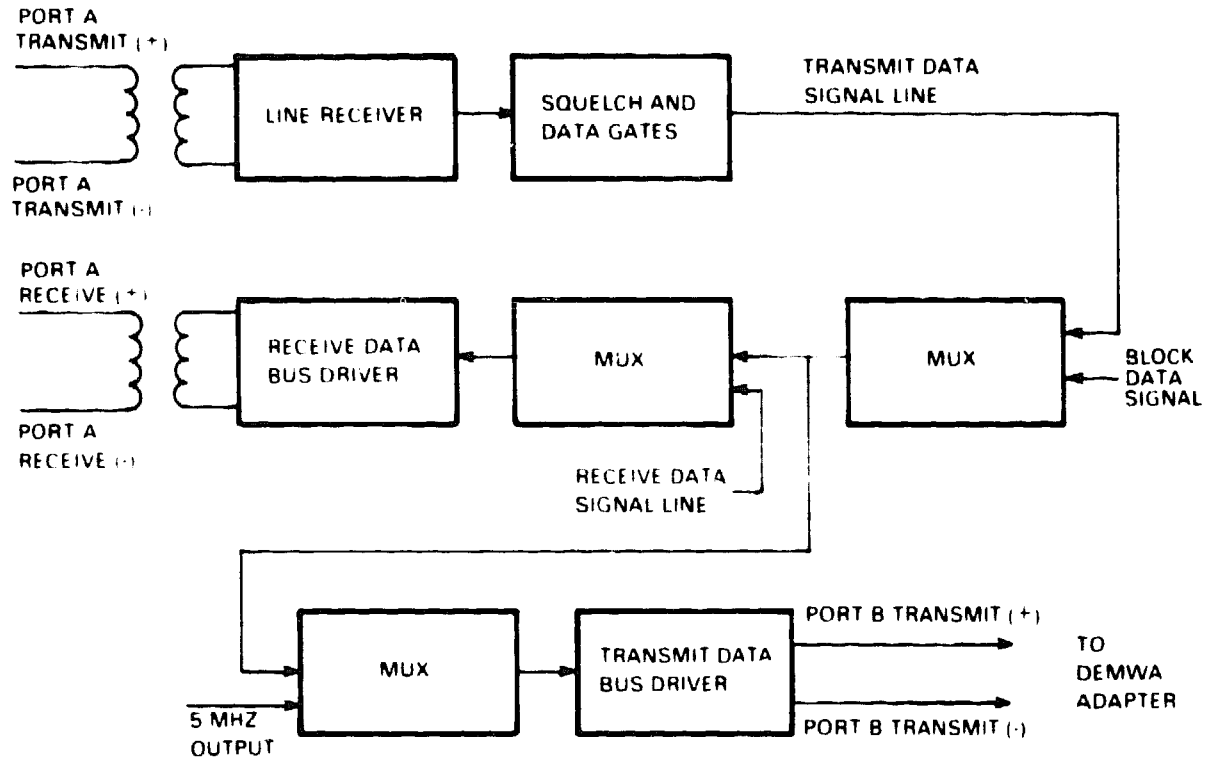 PORT A
TRANSMIT (+)
LINE RECEIVER
SQUELCH AND
DATA GATES
TRANSMIT DATA
SIGNAL LINE
PORT A
TRANSMIT (-)
PORT A
RECEIVE (+)
RECEIVE DATA
BUS DRIVER
MUX
MUX
BLOCK
DATA
SIGNAL
PORT A
RECEIVE (-)
RECEIVE DATA
SIGNAL LINE
MUX
5 MHZ
OUTPUT
TRANSMIT DATA
BUS DRIVER
PORT B TRANSMIT (+)
PORT B TRANSMIT (-)
TO
DEMWA
ADAPTER